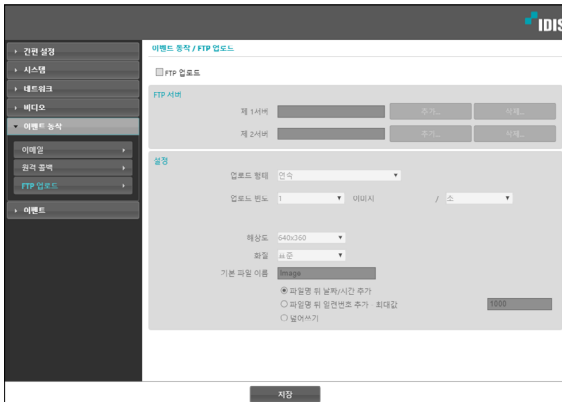 IDIS
간편 설정
시스템
네트워크
비디오
이벤트 동작
이메일
원격 콜백
FTP 업로드
이벤트
이벤트 동작 / FTP 업로드
FTP 업로드
FTP 서버
제 1서버 추가... 삭제...
제 2서버 추가... 삭제...
설정
업로드 형태 연속
업로드 빈도 1 이미지 / 초
해상도 640x360
화질 표준
기본 파일 이름 Image
파일명 뒤 날짜/시간 추가
파일명 뒤 일련번호 추가 - 최대값 1000
덮어쓰기
저장